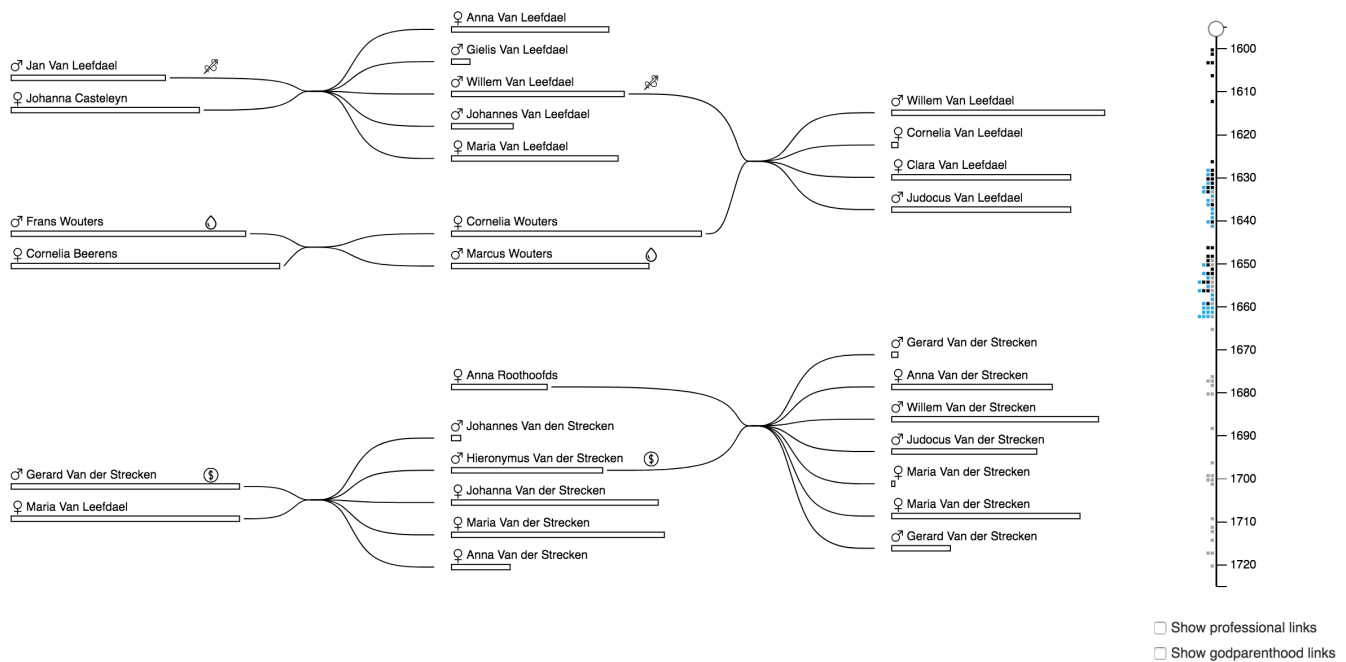 Jan Van Leefdael
Johanna Casteleyn
Frans Wouters
Cornelia Beerens
Gerard Van der Strecken
Maria Van Leefdael
Anna Van Leefdael
Gielis Van Leefdael
Willem Van Leefdael
Johannes Van Leefdael
Maria Van Leefdael
Cornelia Wouters
Marcus Wouters
Anna Roothoofds
Johannes Van den Strecken
Hieronymus Van der Strecken
$
$
Johanna Van der Strecken
Maria Van der Strecken
Anna Van der Strecken
Willem Van Leefdael
Cornelia Van Leefdael
Clara Van Leefdael
Judocus Van Leefdael
Gerard Van der Strecken
Anna Van der Strecken
Willem Van der Strecken
Judocus Van der Strecken
Maria Van der Strecken
Maria Van der Strecken
Gerard Van der Strecken
1600
1610
1620
1630
1640
1650
1660
1670
1680
1690
1700
1710
1720
Show professional links
Show godparenthood links